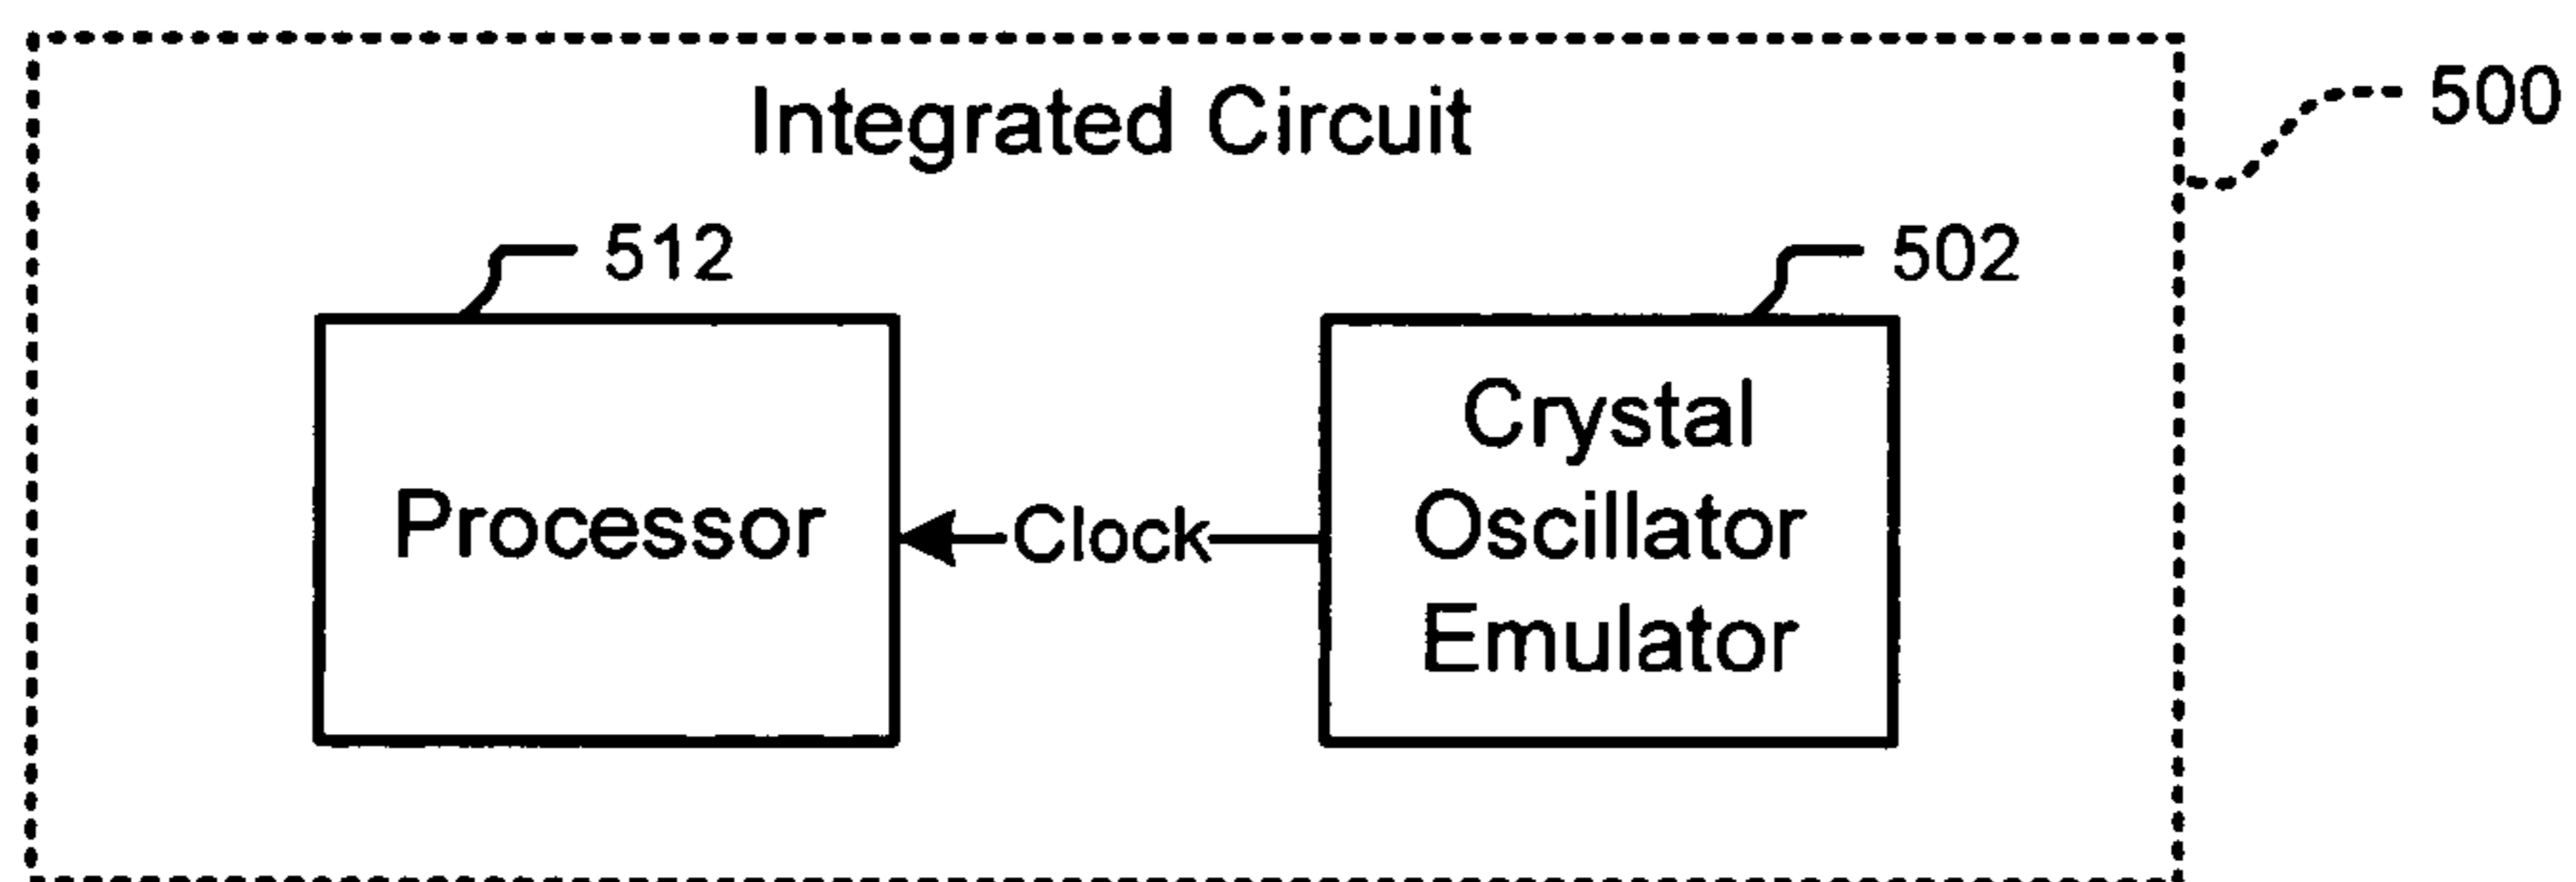 Integrated Circuit
500
512
502
Processor
Clock
Crystal
Oscillator
Emulator